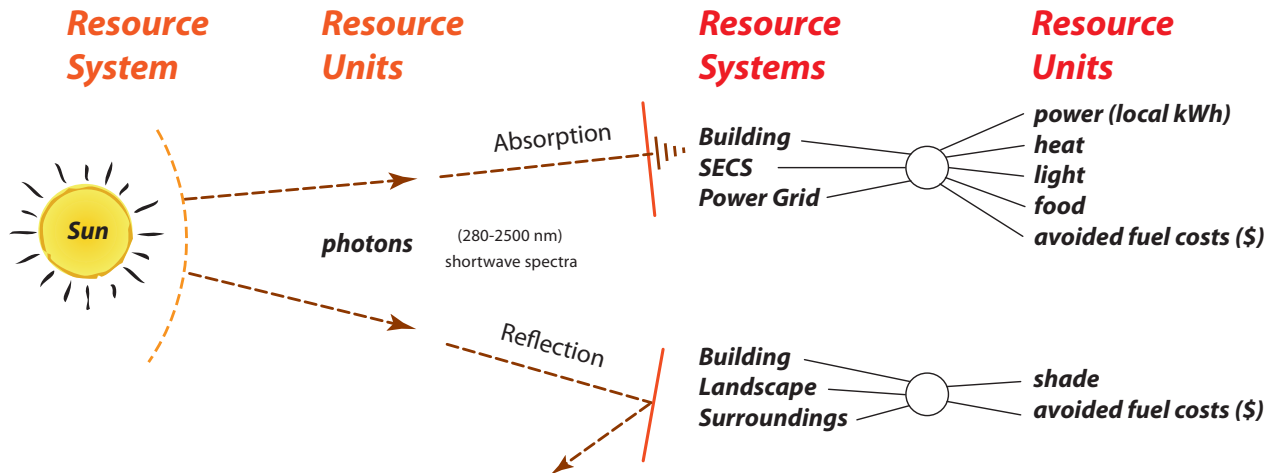 Resource
System
Resource
Units
Resource
Systems
Resource
Units
Sun
photons
(280-2500 nm)
shortwave spectra
Absorption
Building
SECS
Power Grid
power (local kWh)
heat
light
food
avoided fuel costs ($)
Reflection
Building
Landscape
Surroundings
shade
avoided fuel costs ($)